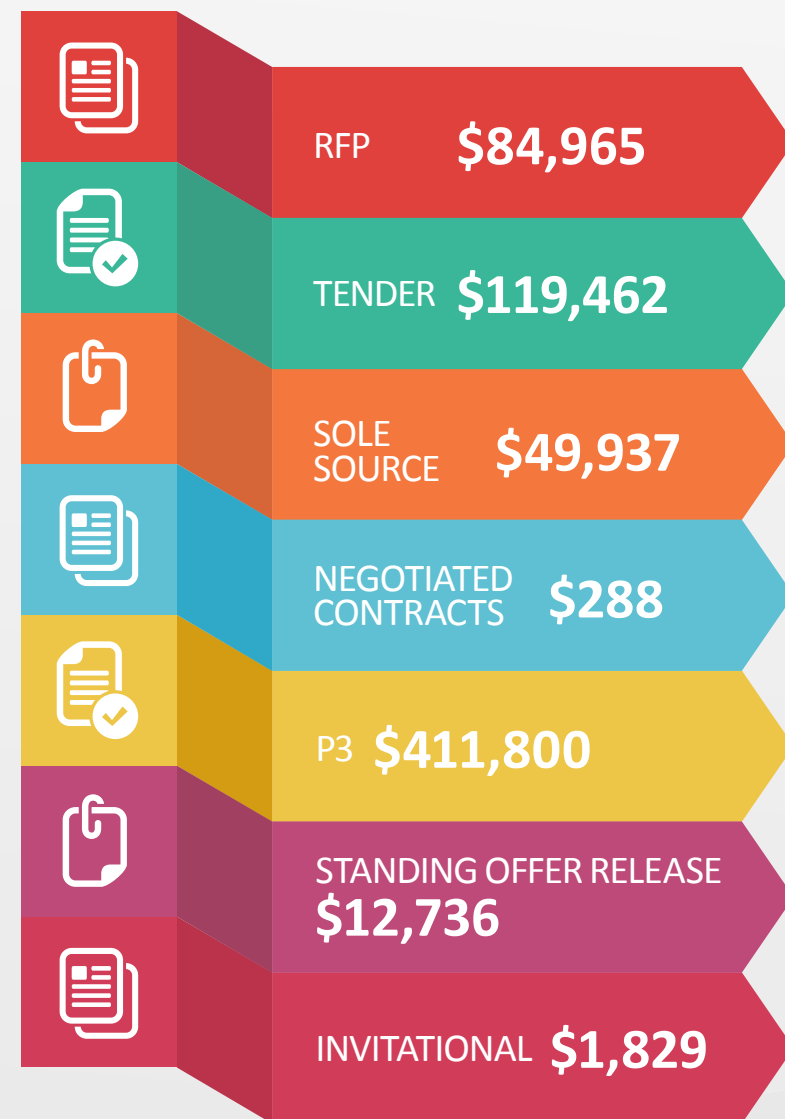 RFP $84,965
TENDER $119,462
SOLE
SOURCE $49,937
NEGOTIATED
CONTRACTS $288
P3 $411,800
STANDING OFFER RELEASE
$12,736
INVITATIONAL $1,829